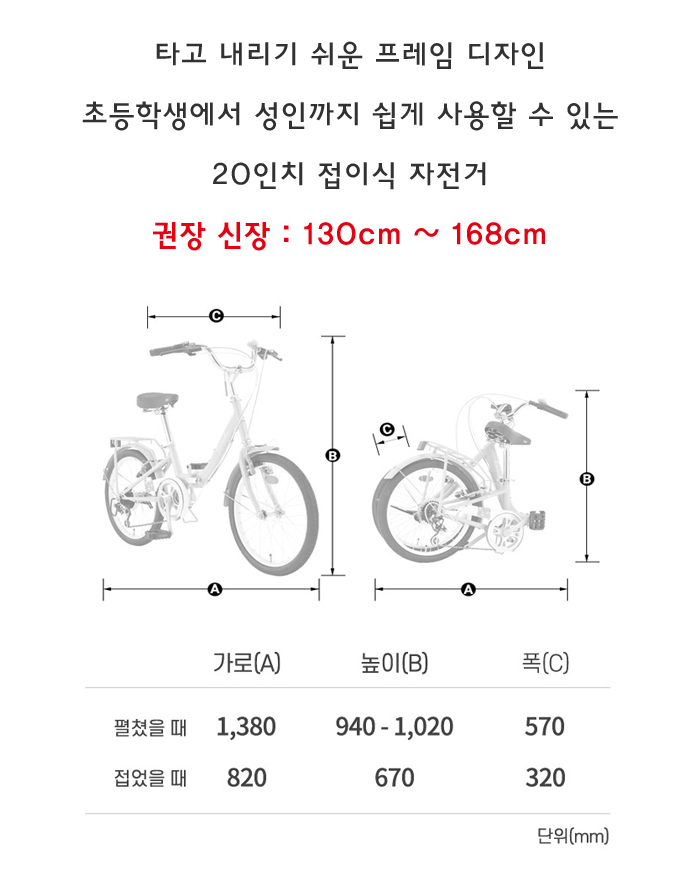 타고 내리기 쉬운 프레임 디자인
초등학생에서 성인까지 쉽게 사용할 수 있는
20인치 접이식 자전거
권장 신장 : 130cm ~ 168cm
C
B
A
C
B
A
가로(A) 높이(B) 폭(C)
펼쳤을 때 1,380 940 - 1,020 570
접었을 때 820 670 320
단위(mm)